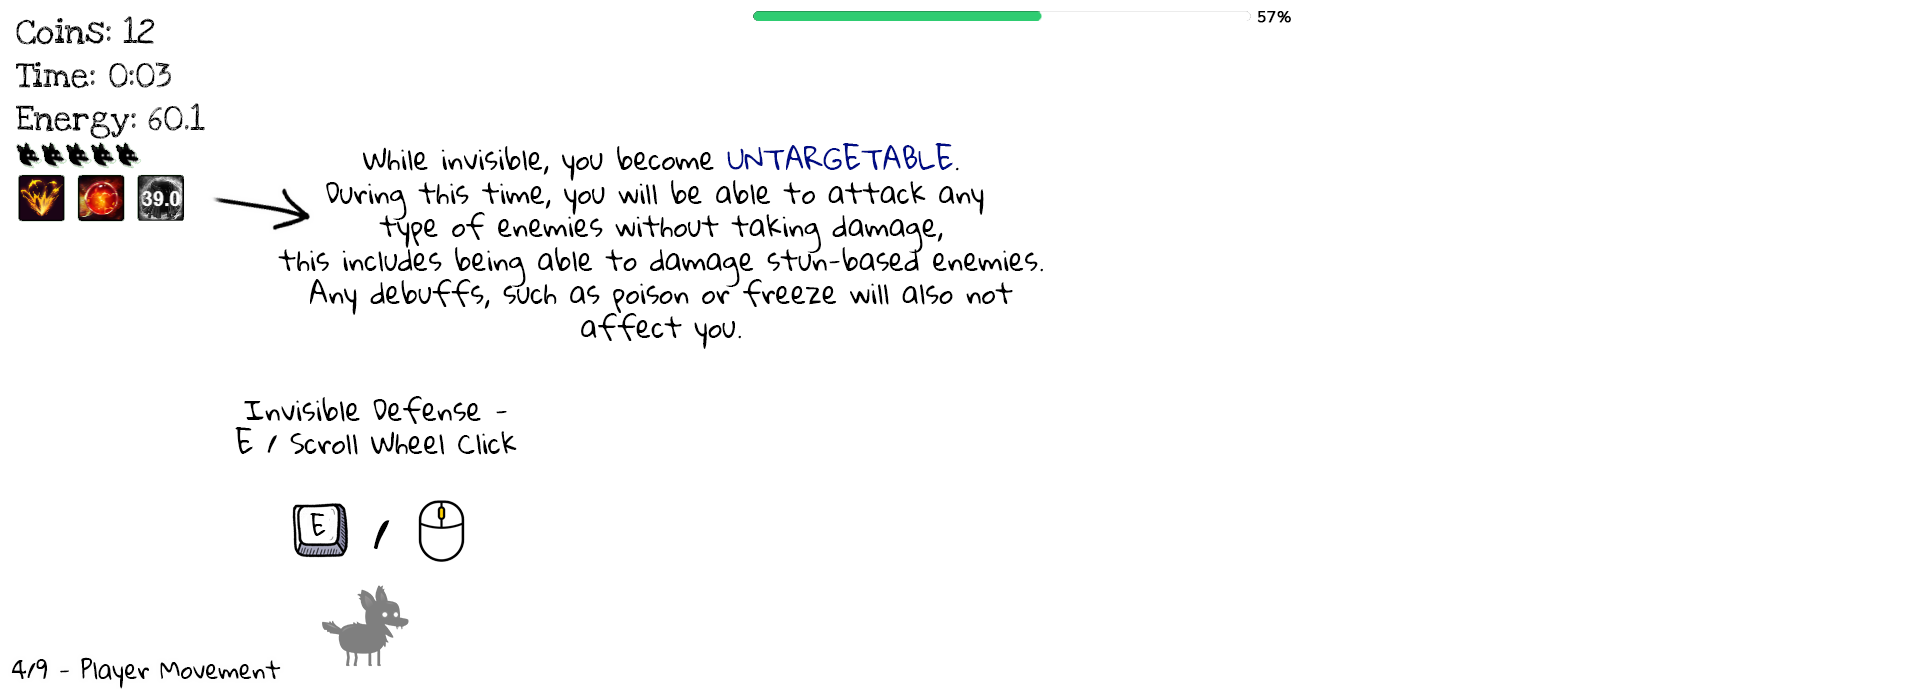 Coins: 12
57%
Time: 0:03
Energy: 60.1
39.0
While invisible, you become UNTARGETABLE.
During this time, you will be able to attack any
type of enemies without taking damage,
this includes being able to damage stun-based enemies.
Any debuffs, such as poison or freeze will also not
affect you.
Invisible Defense -
E / Scroll Wheel Click
E /
4/9 - Player Movement